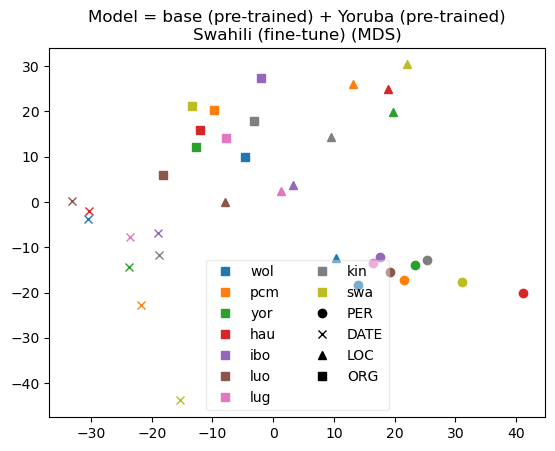 Model = base (pre-trained) + Yoruba (pre-trained)
Swahili (fine-tune) (MDS)
30
20
10
0
−10
−20
−30
−40
wol
pcm
yor
hau
ibo
luo
lug
kin
swa
PER
DATE
LOC
ORG
−30
−20
−10
0
10
20
30
40